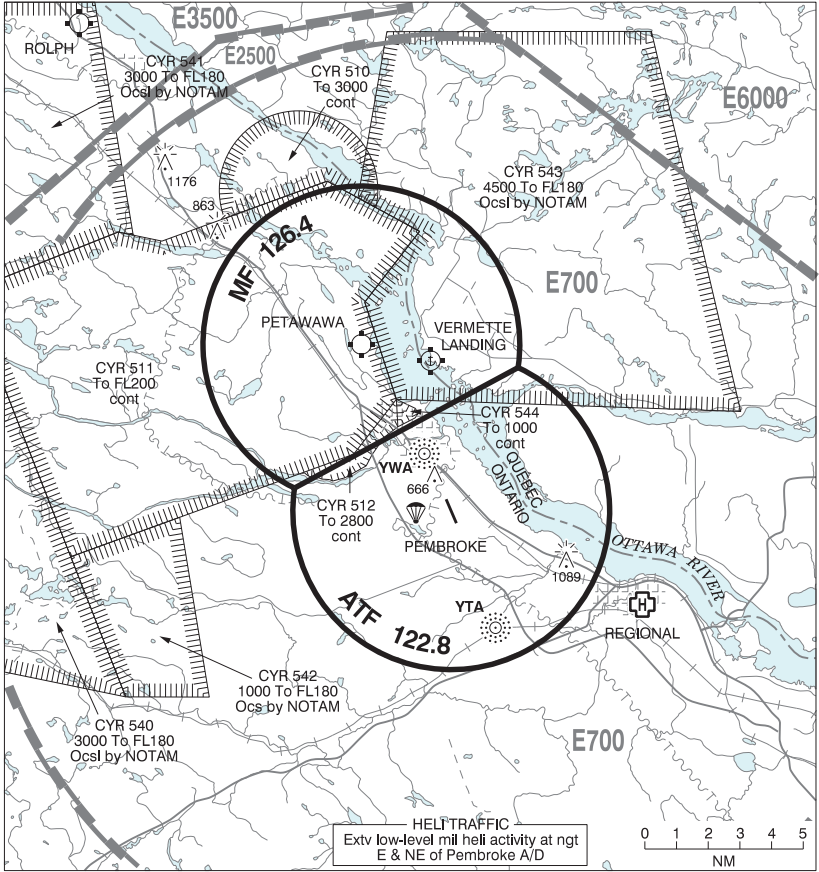 E3500
ROLPH
E2500
CYR 541
3000 To FL180
Ocsl by NOTAM
CYR 510
To 3000
cont
E6000
1176
863
CYR 543
4500 To FL180
Ocsl by NOTAM
MF 126.4
E700
PETAWAWA
VERMETTE
LANDING
CYR 511
To FL200
cont
CYR 544
To 1000
cont
YWA
QUÉBEC
ONTARIO
666
CYR 512
To 2800
cont
PEMBROKE
OTTAWA RIVER
1089
ATF 122.8
YTA
H
REGIONAL
CYR 542
1000 To FL180
Ocs by NOTAM
CYR 540
3000 To FL180
Ocsl by NOTAM
E700
HELI TRAFFIC
Extv low-level mil heli activity at ngt
E & NE of Pembroke A/D
0 1 2 3 4 5
NM